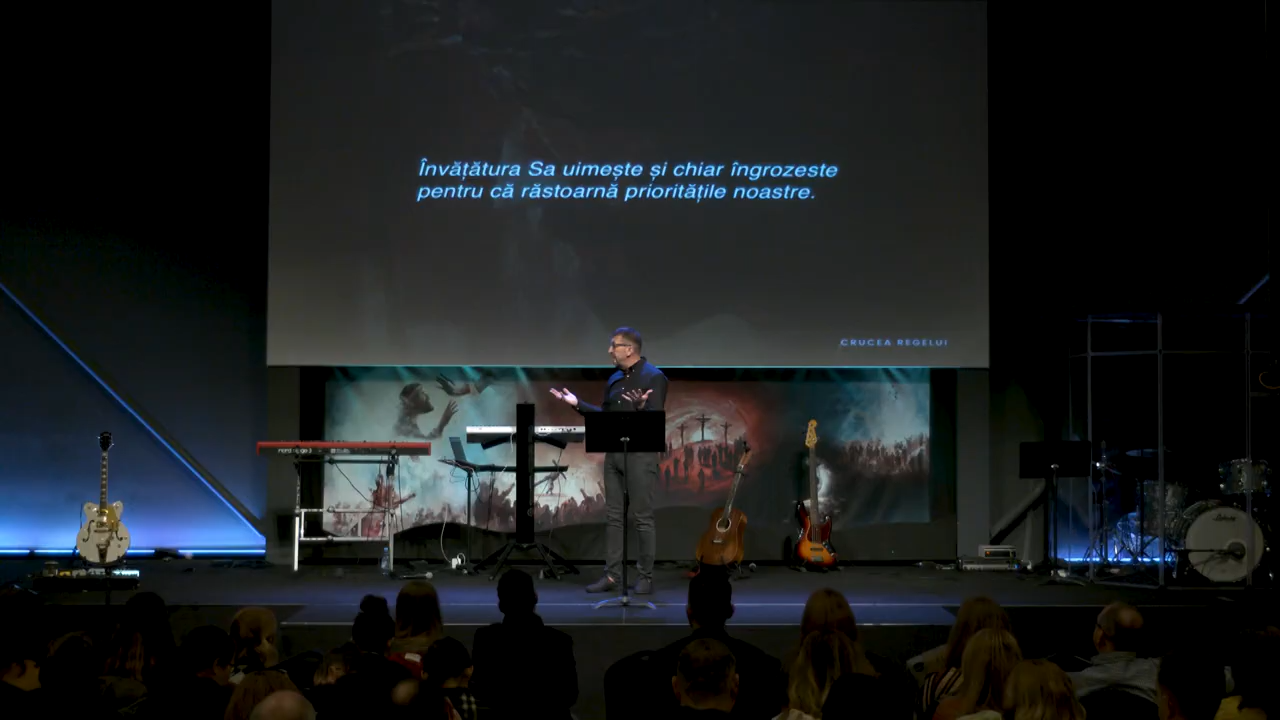 Învățătura Sa uimește și chiar îngrozeste
pentru că răstoarnă prioritățile noastre.
CRUCEA REGELUI